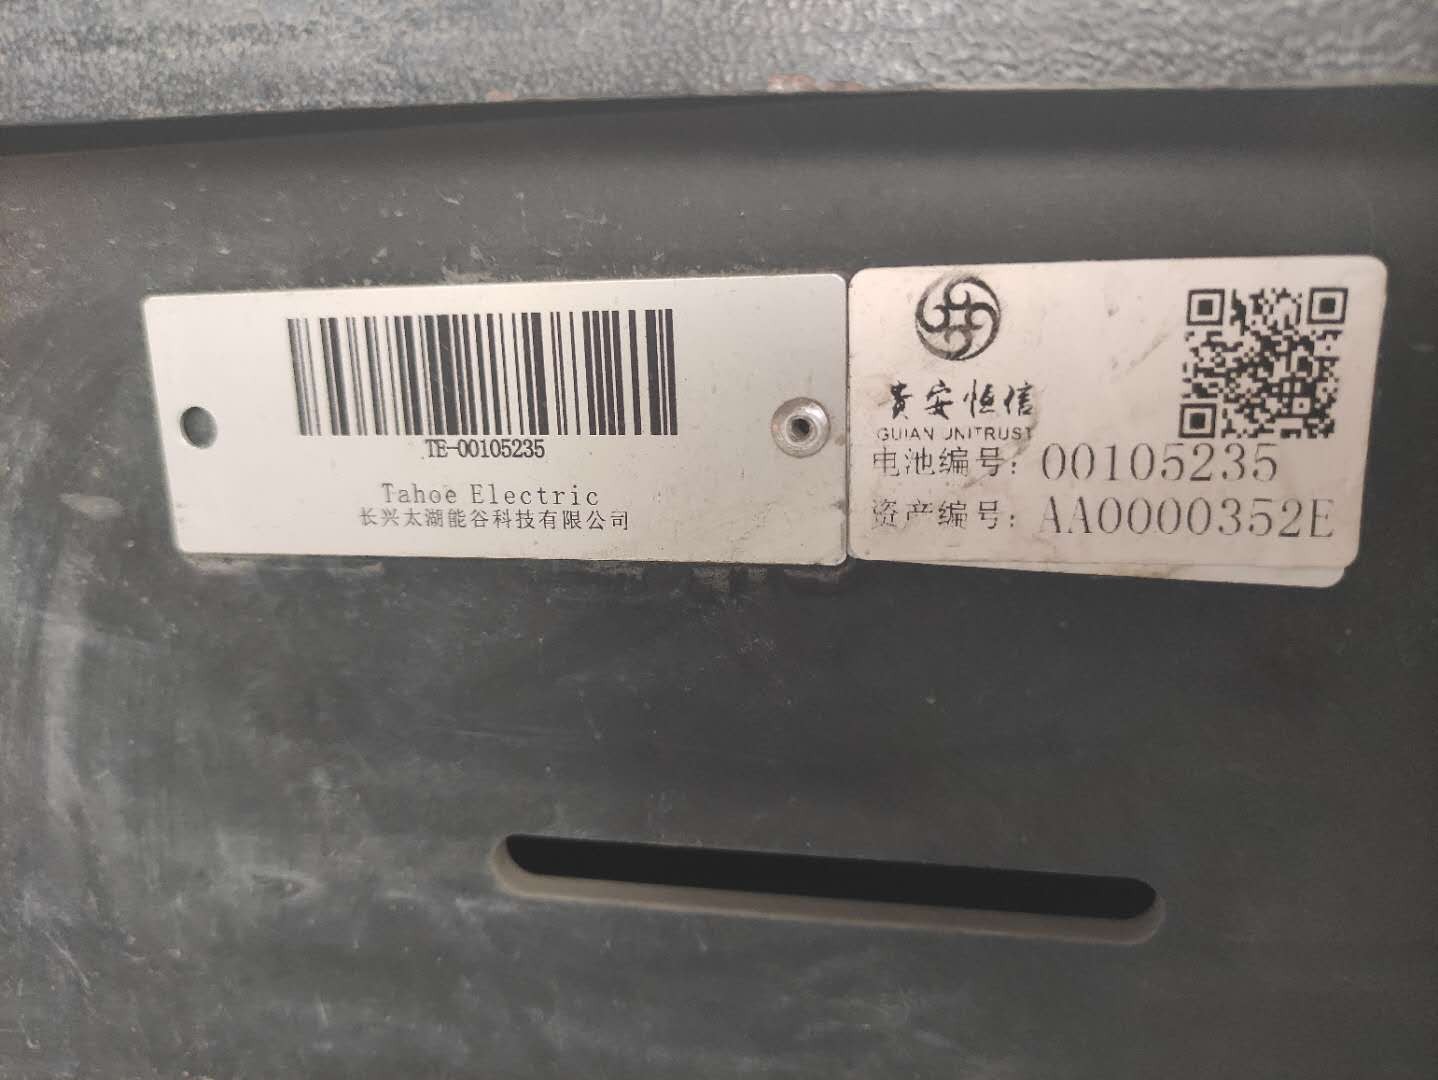 TE-00105235
Tahoe Electric
长兴太湖能谷科技有限公司
贵安恒信
GUIAN UNITRUST
电池编号：00105235
资产编号：AA0000352E